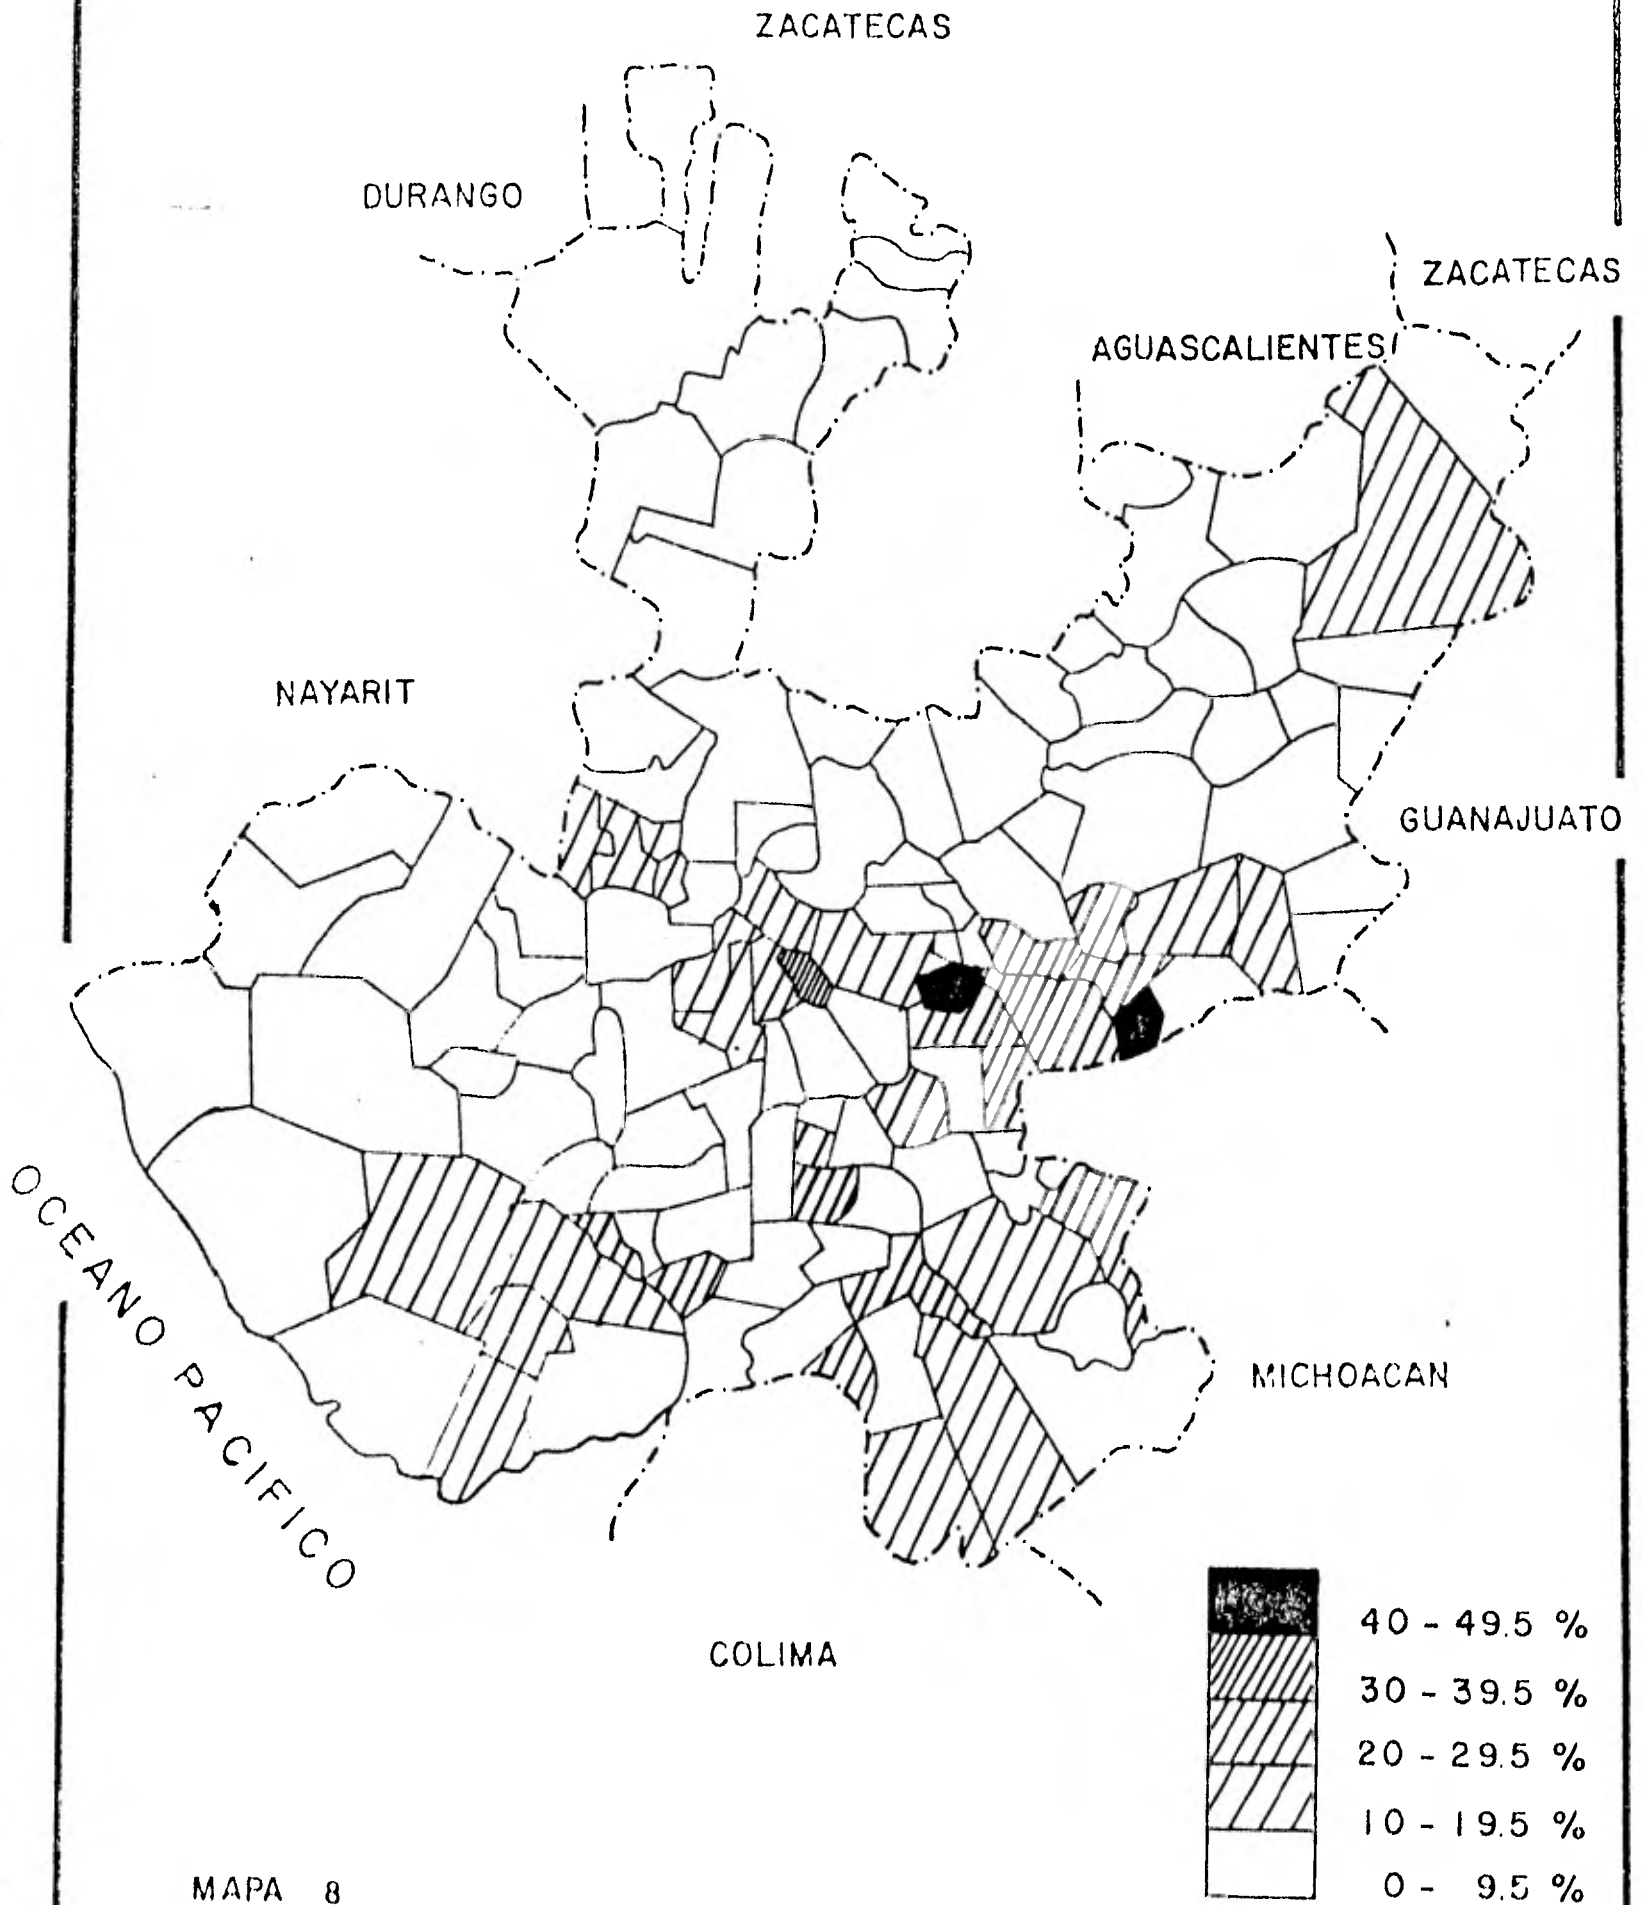 ZACATECAS
DURANGO
ZACATECAS
AGUASCALIENTES
NAYARIT
GUANAJUATO
OCEANO PACIFICO
MICHOACAN
COLIMA
40 - 49.5 %
30 - 39.5 %
20 - 29.5 %
10 - 19.5 %
0 - 9.5 %
MAPA 8